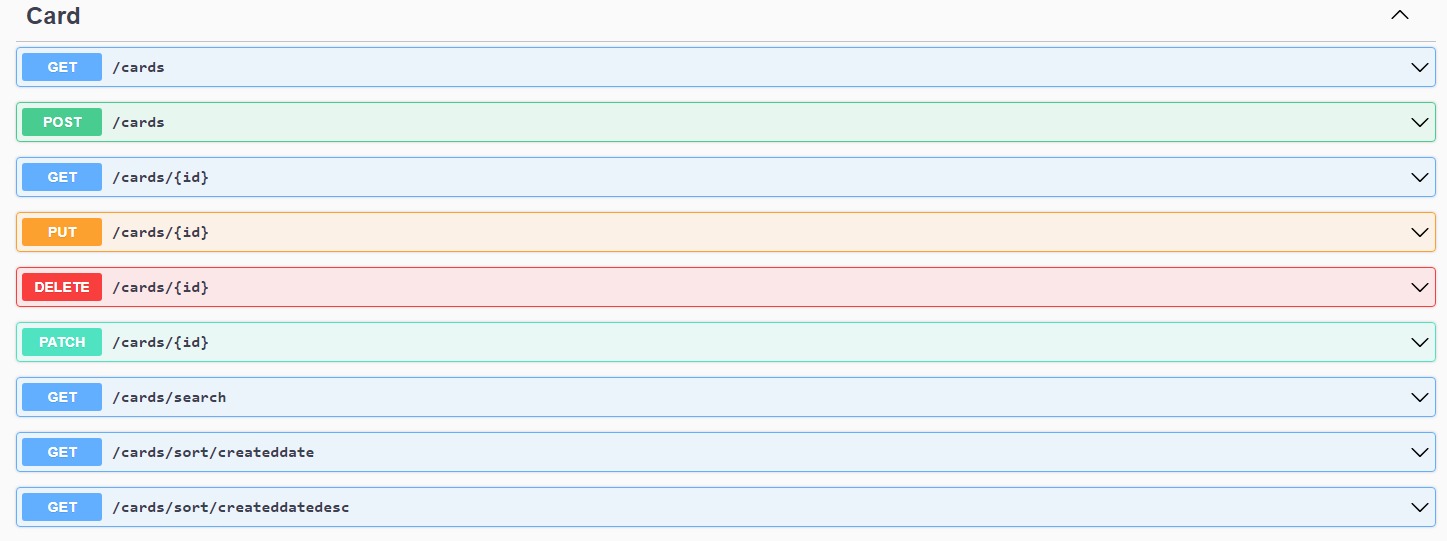 Card
GET /cards
POST /cards
GET /cards/{id}
PUT /cards/{id}
DELETE /cards/{id}
PATCH /cards/{id}
GET /cards/search
GET /cards/sort/createddate
GET /cards/sort/createddatedesc